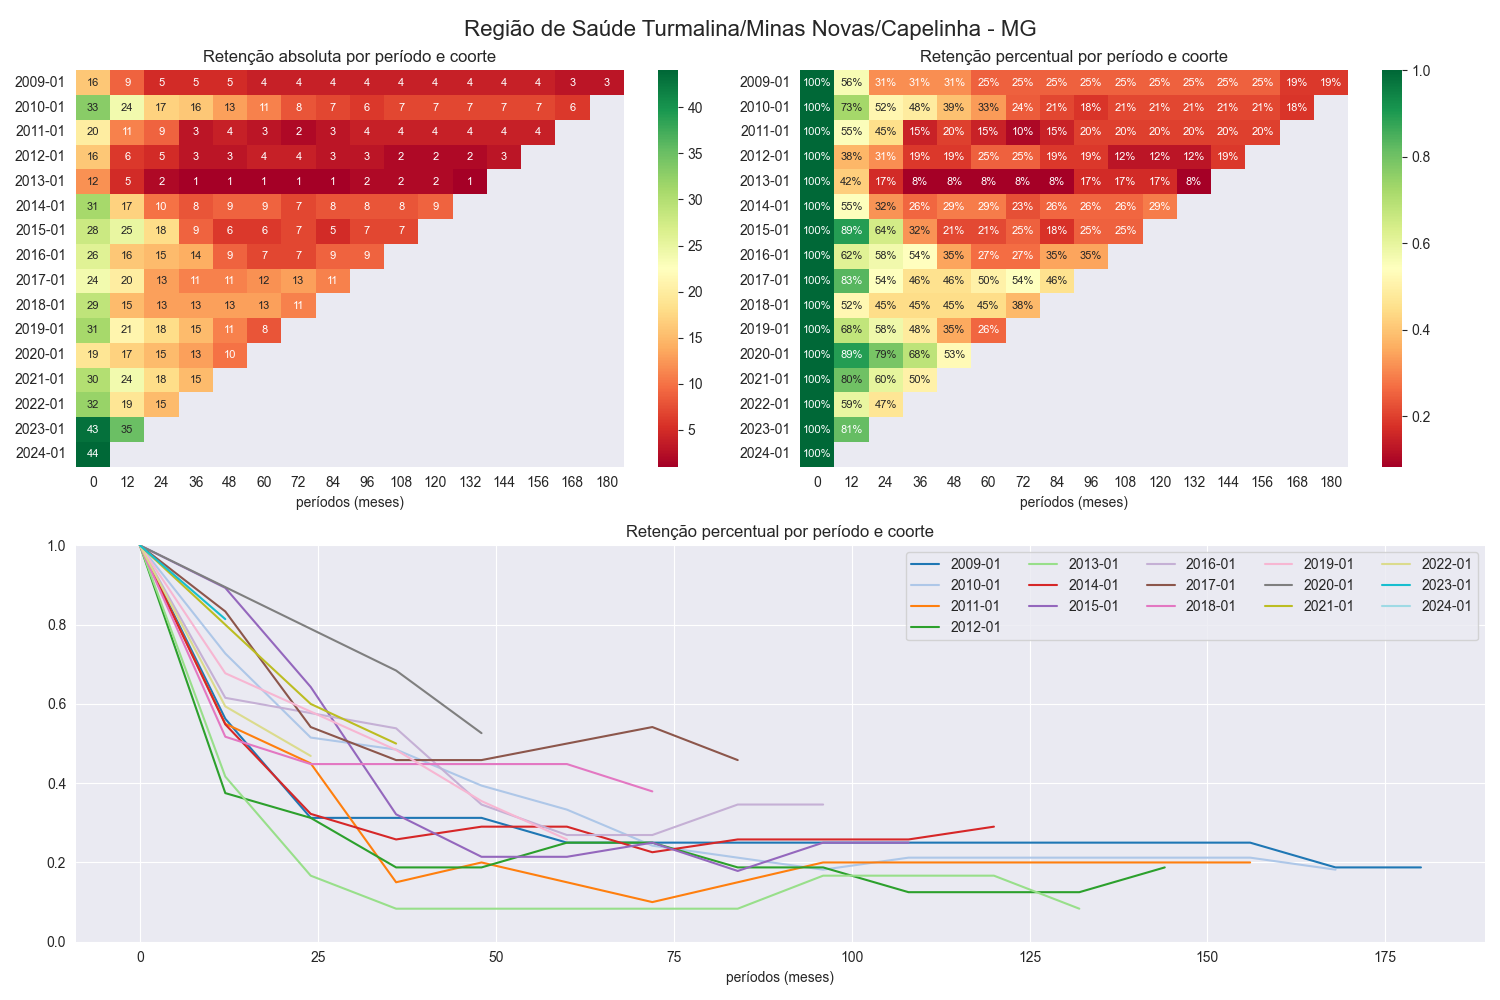 Região de Saúde Turmalina/Minas Novas/Capelinha - MG
Retenção absoluta por período e coorte
2009-01 16 9 5 5 5 4 4 4 4 4 4 4 4 4 3 3
2010-01 33 24 17 16 13 11 8 7 6 7 7 7 7 7 6
2011-01 20 11 9 3 4 3 2 3 4 4 4 4 4 4
2012-01 16 6 5 3 3 4 4 3 3 2 2 2 3
2013-01 12 5 2 1 1 1 1 1 2 2 2 1
2014-01 31 17 10 8 9 9 7 8 8 8 9
2015-01 28 25 18 9 6 6 7 5 7 7
2016-01 26 16 15 14 9 7 7 9 9
2017-01 24 20 13 11 11 12 13 11
2018-01 29 15 13 13 13 13 11
2019-01 31 21 18 15 11 8
2020-01 19 17 15 13 10
2021-01 30 24 18 15
2022-01 32 19 15
2023-01 43 35
2024-01 44
0 12 24 36 48 60 72 84 96 108 120 132 144 156 168 180
períodos (meses)
40
35
30
25
20
15
10
5
Retenção percentual por período e coorte
2009-01 100% 56% 31% 31% 31% 25% 25% 25% 25% 25% 25% 25% 25% 25% 19% 19%
2010-01 100% 73% 52% 48% 39% 33% 24% 21% 18% 21% 21% 21% 21% 21% 18%
2011-01 100% 55% 45% 15% 20% 15% 10% 15% 20% 20% 20% 20% 20% 20%
2012-01 100% 38% 31% 19% 19% 25% 25% 19% 19% 12% 12% 12% 19%
2013-01 100% 42% 17% 8% 8% 8% 8% 8% 17% 17% 17% 8%
2014-01 100% 55% 32% 26% 29% 29% 23% 26% 26% 26% 29%
2015-01 100% 89% 64% 32% 21% 21% 25% 18% 25% 25%
2016-01 100% 62% 58% 54% 35% 27% 27% 35% 35%
2017-01 100% 83% 54% 46% 46% 50% 54% 46%
2018-01 100% 52% 45% 45% 45% 45% 38%
2019-01 100% 68% 58% 48% 35% 26%
2020-01 100% 89% 79% 68% 53%
2021-01 100% 80% 60% 50%
2022-01 100% 59% 47%
2023-01 100% 81%
2024-01 100%
0 12 24 36 48 60 72 84 96 108 120 132 144 156 168 180
períodos (meses)
1.0
0.8
0.6
0.4
0.2
Retenção percentual por período e coorte
1.0
0.8
0.6
0.4
0.2
0.0
2009-01 2013-01 2016-01 2019-01 2022-01
2010-01 2014-01 2017-01 2020-01 2023-01
2011-01 2015-01 2018-01 2021-01 2024-01
2012-01
0 25 50 75 100 125 150 175
períodos (meses)